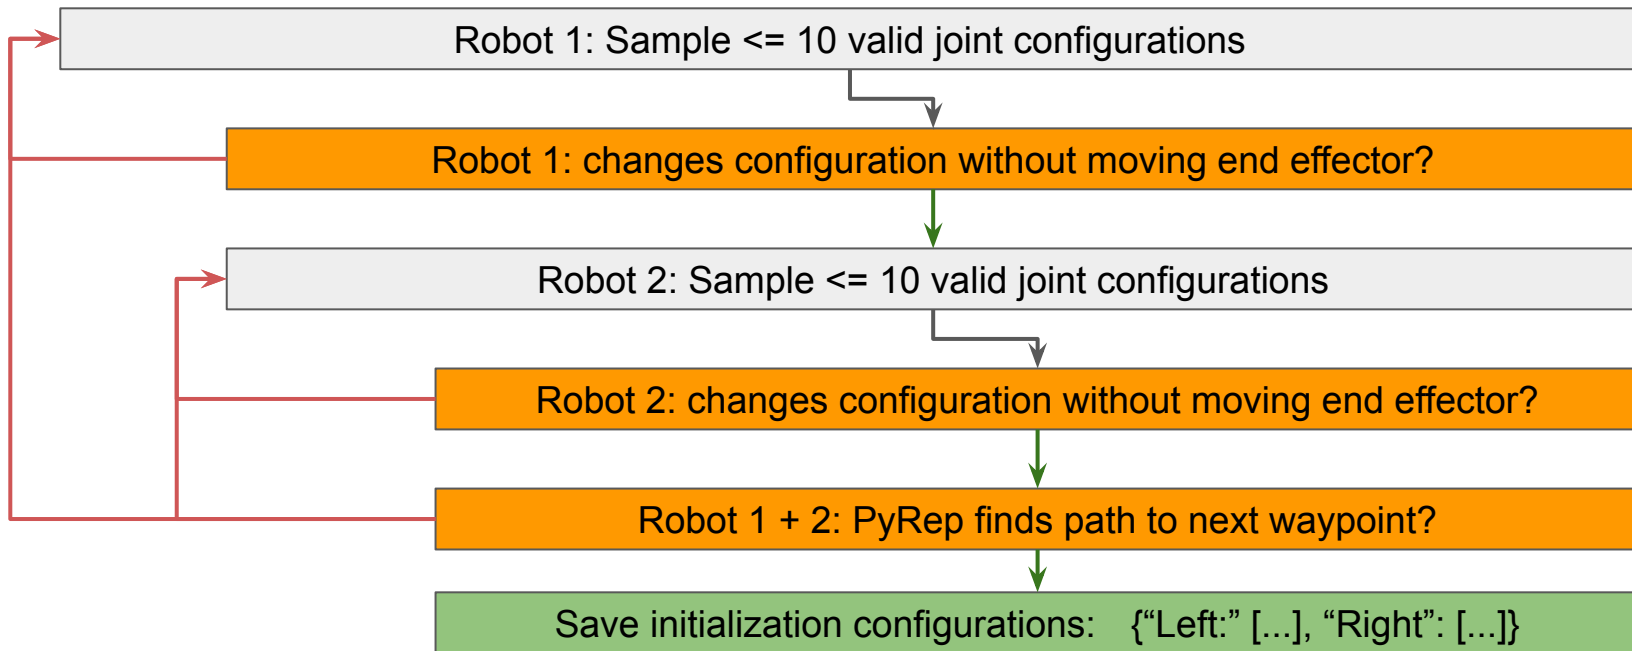 Robot 1: Sample <= 10 valid joint configurations
Robot 1: changes configuration without moving end effector?
Robot 2: Sample <= 10 valid joint configurations
Robot 2: changes configuration without moving end effector?
Robot 1 + 2: PyRep finds path to next waypoint?
Save initialization configurations: {“Left:” [...], “Right”: [...]}